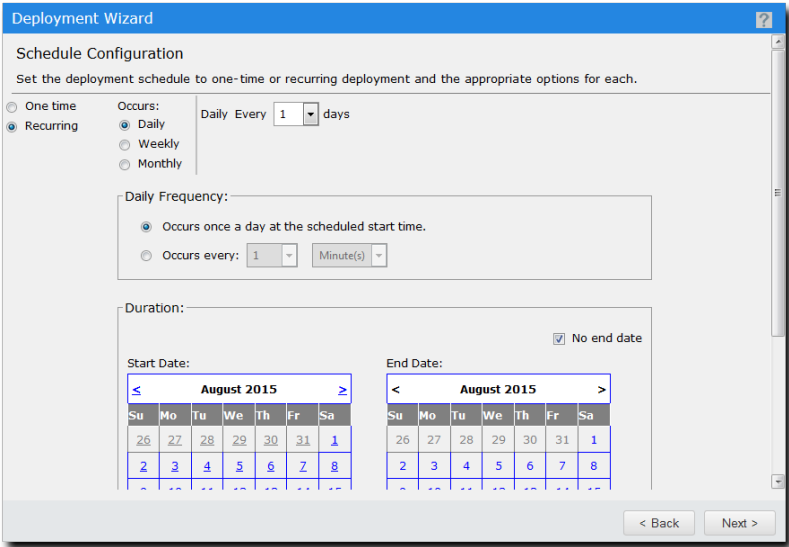 Deployment Wizard ?
Schedule Configuration
Set the deployment schedule to one-time or recurring deployment and the appropriate options for each.
One time
Recurring
Occurs:
Daily
Weekly
Monthly
Daily Every 1 days
Daily Frequency:
Occurs once a day at the scheduled start time.
Occurs every: 1 Minute(s)
Duration:
No end date
Start Date:
< August 2015 >
Su Mo Tu We Th Fr Sa
26 27 28 29 30 31 1
2 3 4 5 6 7 8
End Date:
< August 2015 >
Su Mo Tu We Th Fr Sa
26 27 28 29 30 31 1
2 3 4 5 6 7 8
< Back Next >